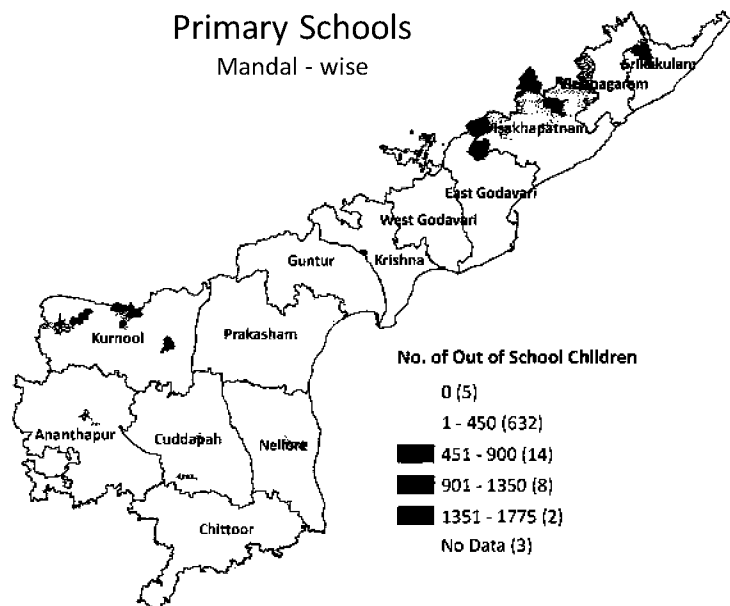 Primary Schools
Mandal - wise
Srikakulam
Vizianagaram
Visakhapatnam
East Godavari
West Godavari
Krishna
Guntur
Prakasham
Kurnool
Ananthapur
Cuddapah
Nellore
Chittoor
No. of Out of School Children
0 (5)
1 - 450 (632)
451 - 900 (14)
901 - 1350 (8)
1351 - 1775 (2)
No Data (3)